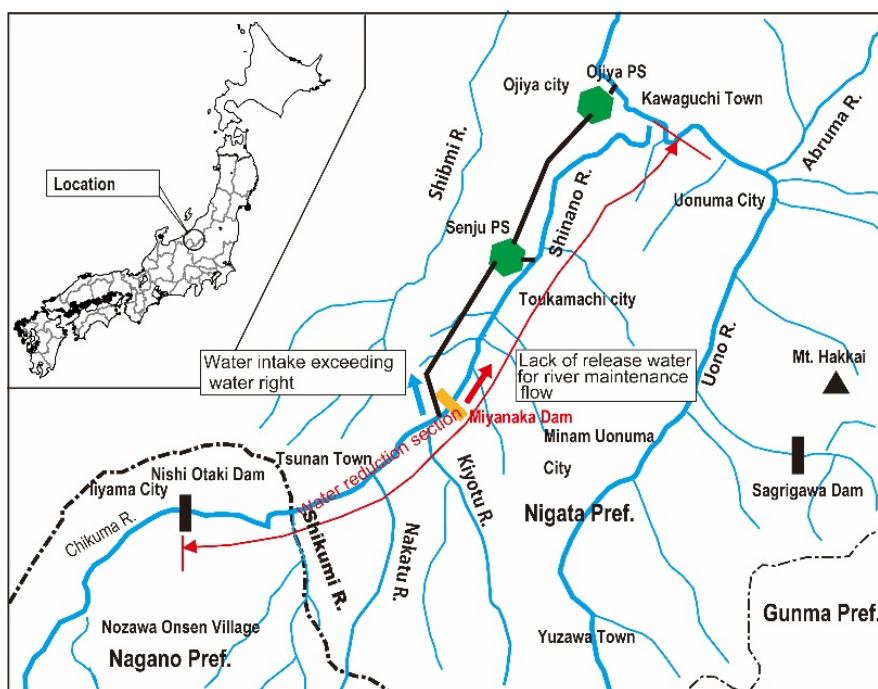 Location
Ojiya PS
Ojiya city
Kawaguchi Town
Abruma R.
Shibmi R.
Shinano R.
Uonuma City
Senju PS
Toukamachi city
Uono R.
Mt. Hakkai
Water intake exceeding
water right
Lack of release water
for river maintenance
flow
Miyanaka Dam
Water reduction section
Minam Uonuma
City
Tsunan Town
Nishi Otaki Dam
Iiyama City
Chikuma R.
Shikumi R.
Nakatu R.
Kiyotu R.
Nigata Pref.
Sagrigawa Dam
Nozawa Onsen Village
Nagano Pref.
Yuzawa Town
Gunma Pref.